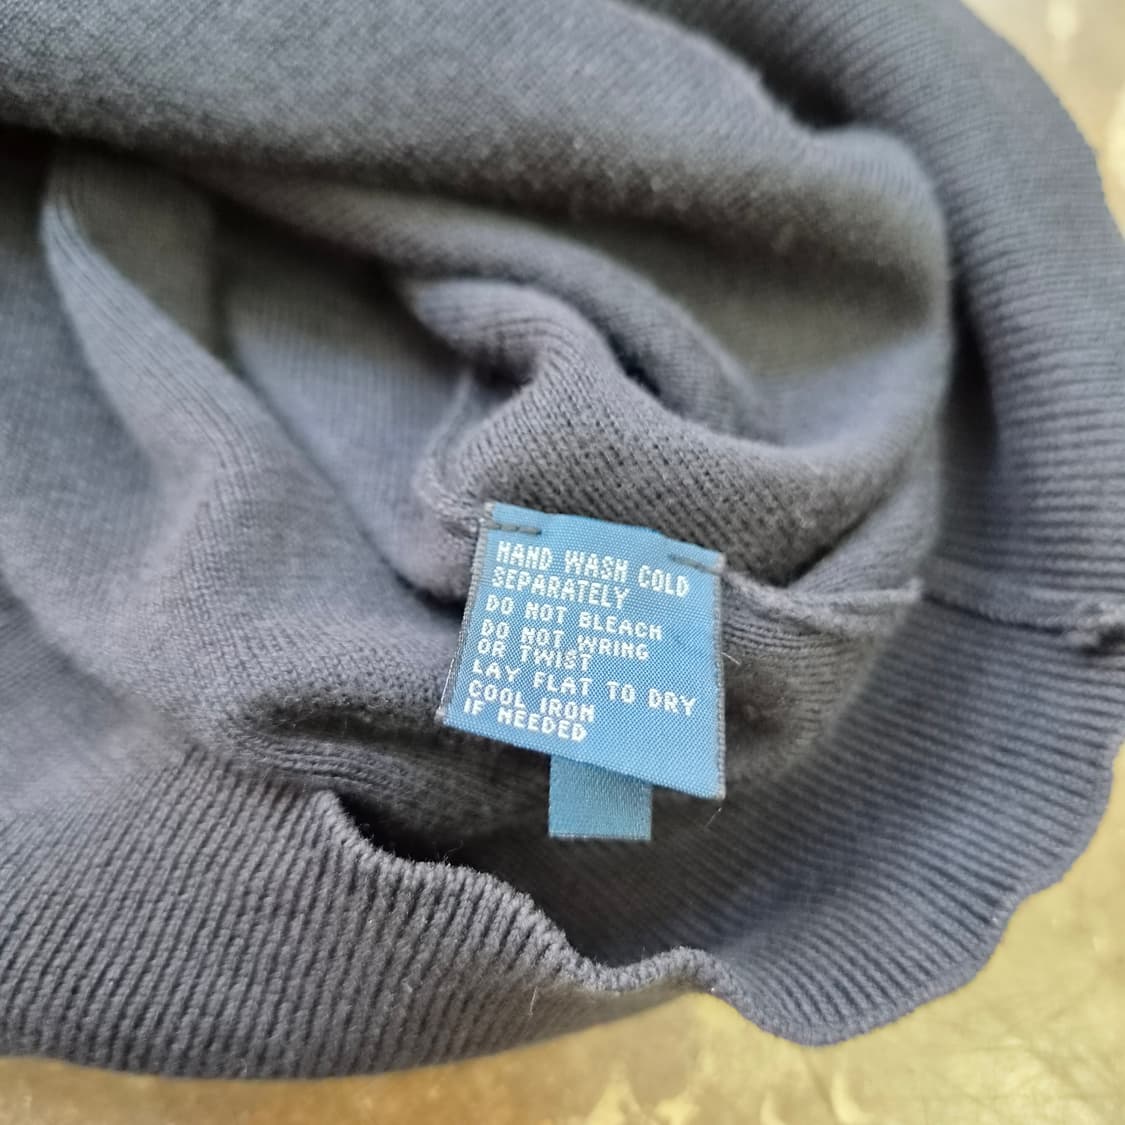 HAND WASH COLD
SEPARATELY
DO NOT BLEACH
DO NOT WRING
OR TWIST
LAY FLAT TO DRY
COOL IRON
IF NEEDED